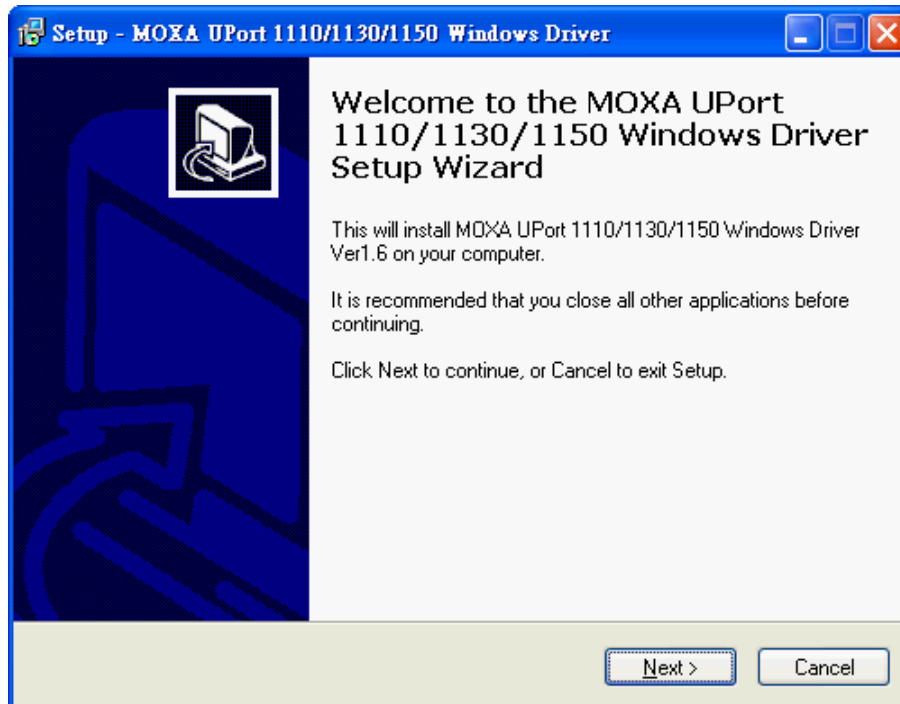 Setup - MOXA UPort 1110/1130/1150 Windows Driver
Welcome to the MOXA UPort
1110/1130/1150 Windows Driver
Setup Wizard
This will install MOXA UPort 1110/1130/1150 Windows Driver
Ver1.6 on your computer.
It is recommended that you close all other applications before
continuing.
Click Next to continue, or Cancel to exit Setup.
Next >
Cancel